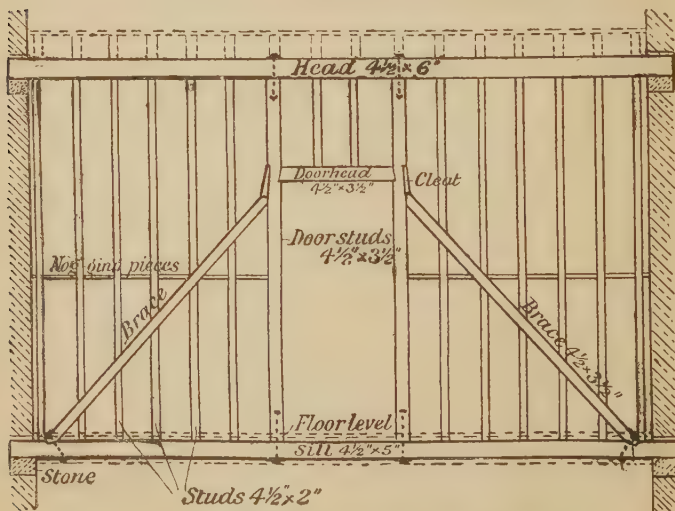 Head 4½ × 6"
Doorhead
4½" × 3½"
Cleat
Door studs
4½" × 3½"
Nogging pieces
Brace
Brace 4½ × 3½"
Floor level
Sill 4½" × 5"
Stone
Studs 4½" × 2"